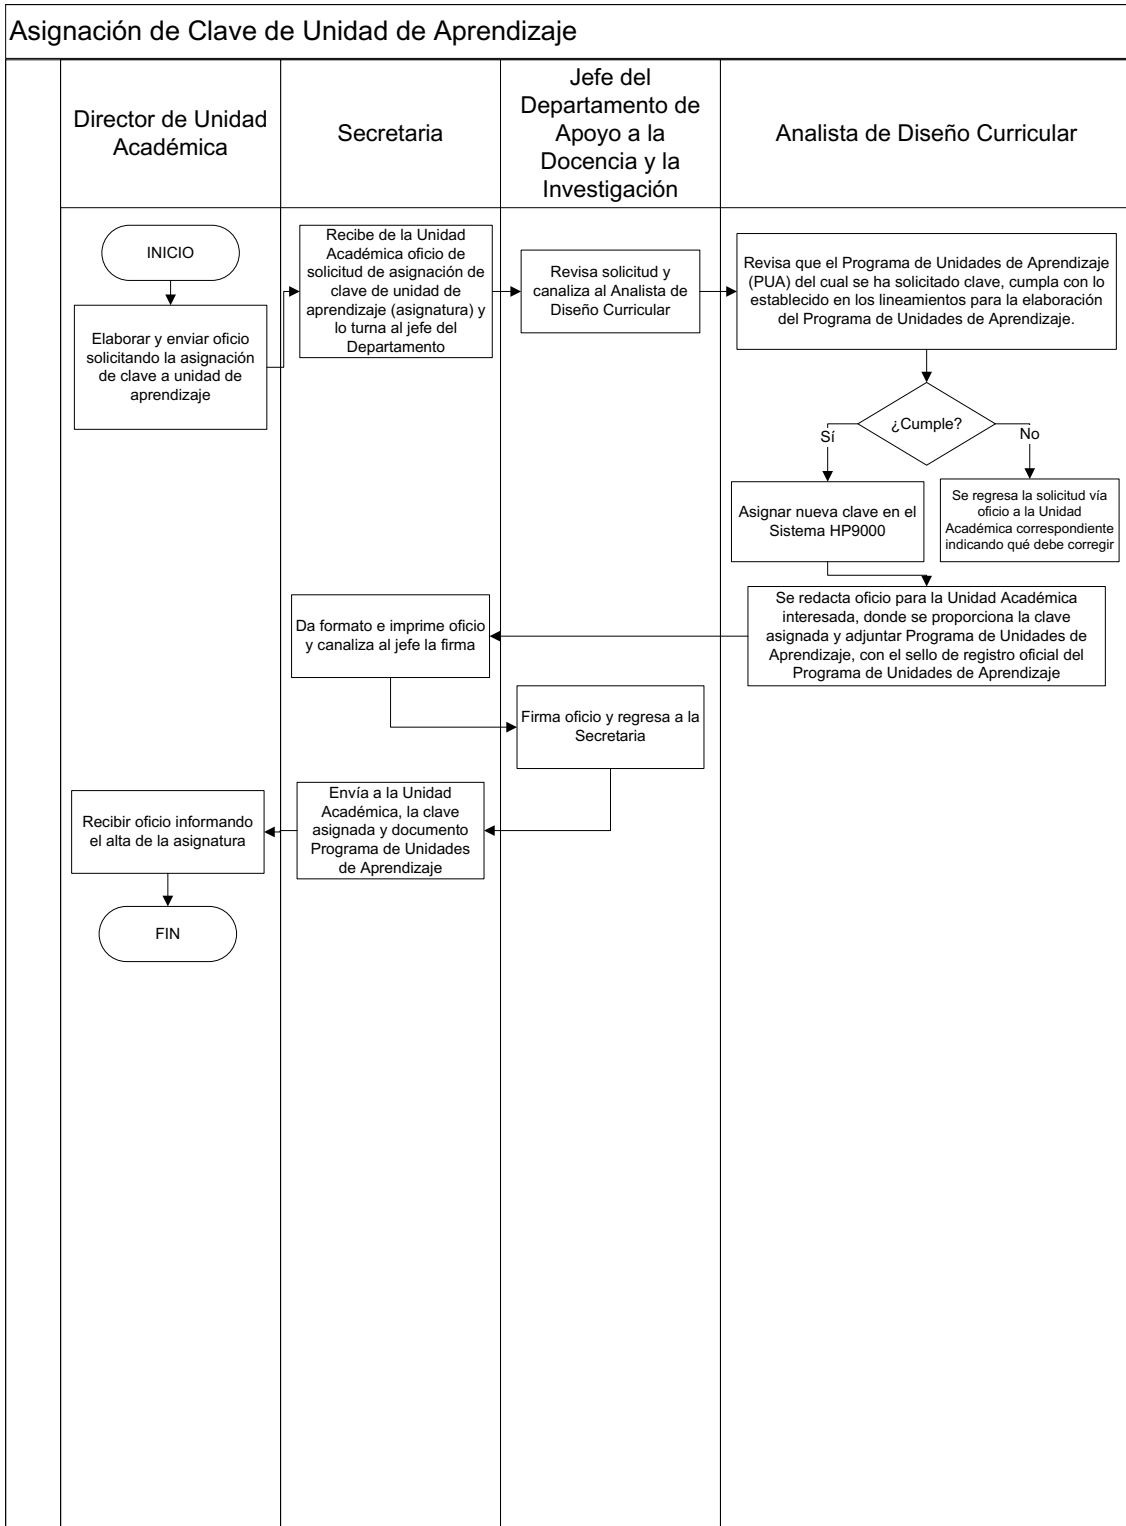 Asignación de Clave de Unidad de Aprendizaje
Director de Unidad
Académica
Secretaria
Jefe del
Departamento de
Apoyo a la
Docencia y la
Investigación
Analista de Diseño Curricular
INICIO
Elaborar y enviar oficio
solicitando la asignación
de clave a unidad de
aprendizaje
Recibe de la Unidad
Académica oficio de
solicitud de asignación de
clave de unidad de
aprendizaje (asignatura) y
lo turna al jefe del
Departamento
Revisa solicitud y
canaliza al Analista de
Diseño Curricular
Revisa que el Programa de Unidades de Aprendizaje
(PUA) del cual se ha solicitado clave, cumpla con lo
establecido en los lineamientos para la elaboración
del Programa de Unidades de Aprendizaje.
¿Cumple?
Sí
No
Asignar nueva clave en el
Sistema HP9000
Se regresa la solicitud vía
oficio a la Unidad
Académica correspondiente
indicando qué debe corregir
Se redacta oficio para la Unidad Académica
interesada, donde se proporciona la clave
asignada y adjuntar Programa de Unidades de
Aprendizaje, con el sello de registro oficial del
Programa de Unidades de Aprendizaje
Da formato e imprime oficio
y canaliza al jefe la firma
Firma oficio y regresa a la
Secretaria
Envía a la Unidad
Académica, la clave
asignada y documento
Programa de Unidades
de Aprendizaje
Recibir oficio informando
el alta de la asignatura
FIN